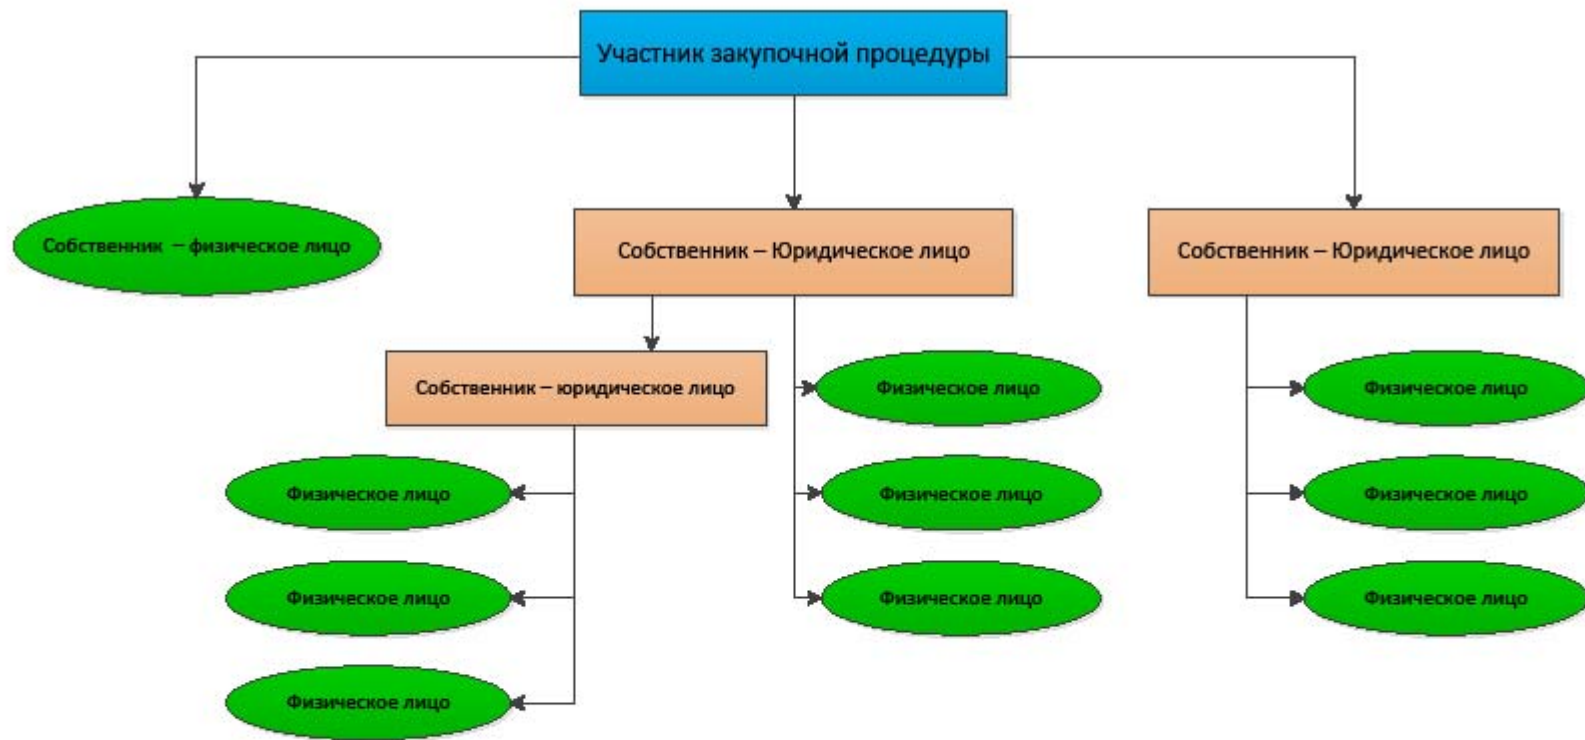 Участник закупочной процедуры
Собственник – физическое лицо
Собственник – Юридическое лицо
Собственник – Юридическое лицо
Собственник – юридическое лицо
Физическое лицо
Физическое лицо
Физическое лицо
Физическое лицо
Физическое лицо
Физическое лицо
Физическое лицо
Физическое лицо
Физическое лицо